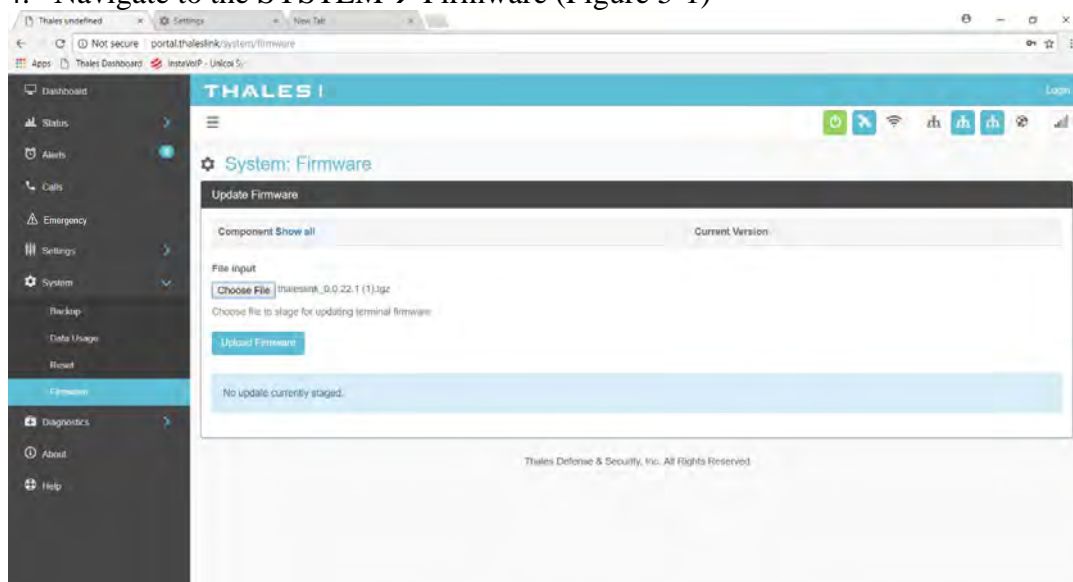 4. Navigate to the SYSTEM → Firmware (Figure 5-1)
Thales undefined
Settings
New Tab
Not secure
portal.thaleslink/system/firmware
Apps
Thales Dashboard
InstaVoIP - Unicoi S
Dashboard
THALES
Login
Status
Alerts
System: Firmware
Calls
Update Firmware
Emergency
Component Show all
Current Version
Settings
File input
System
Choose File thaleslink_0.0.22.1 (1).tgz
Backup
Choose file to stage for updating terminal firmware
Data Usage
Upload Firmware
Reset
Firmware
No update currently staged.
Diagnostics
About
Thales Defense & Security, Inc. All Rights Reserved
Help